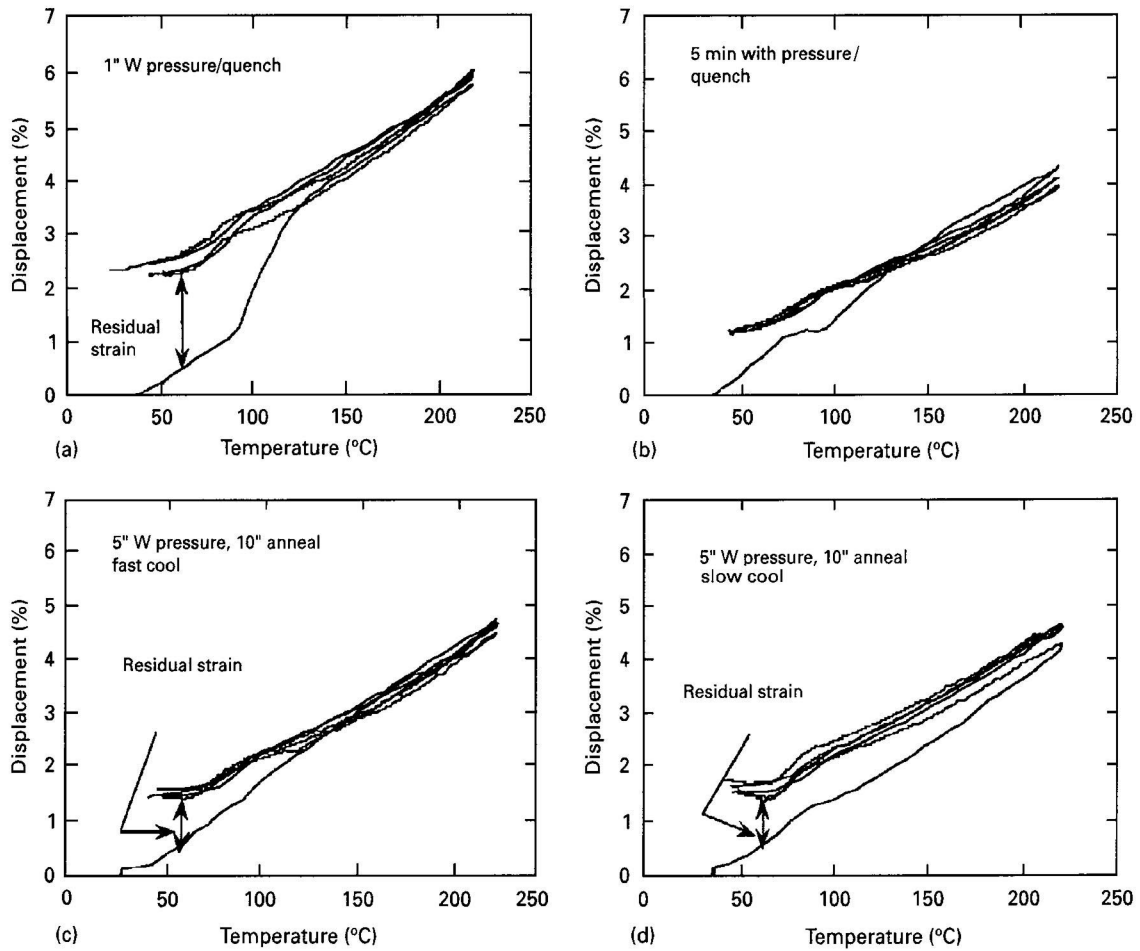 7
6
5
4
3
2
1
0
Displacement (%)
1" W pressure/quench
Residual
strain
0 50 100 150 200 250
(a) Temperature (ºC)
7
6
5
4
3
2
1
0
Displacement (%)
5 min with pressure/
quench
0 50 100 150 200 250
(b) Temperature (ºC)
7
6
5
4
3
2
1
0
Displacement (%)
5" W pressure, 10" anneal
fast cool
Residual strain
0 50 100 150 200 250
(c) Temperature (ºC)
7
6
5
4
3
2
1
0
Displacement (%)
5" W pressure, 10" anneal
slow cool
Residual strain
0 50 100 150 200 250
(d) Temperature (ºC)